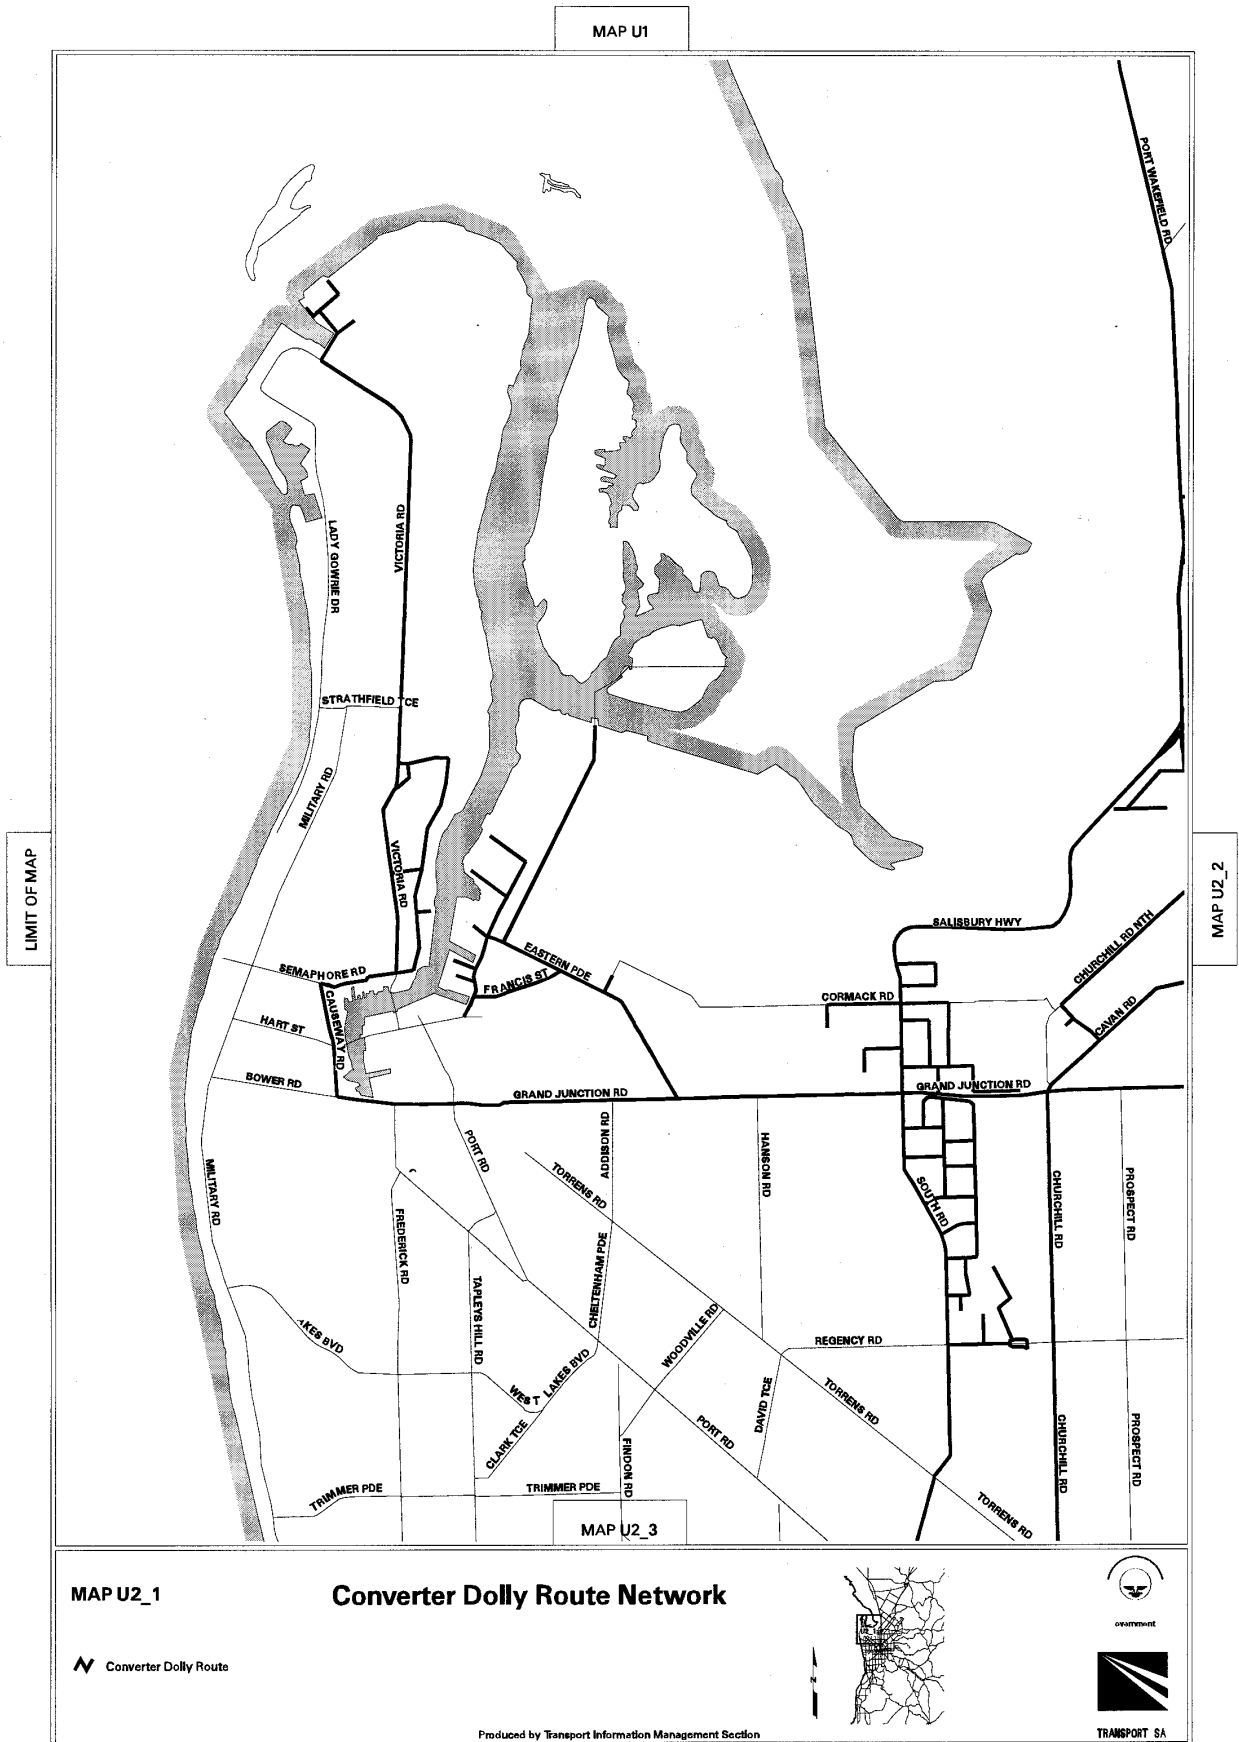 MAP U1
PORT WAKEFIELD RD
VICTORIA RD
LADY GOWRIE DR
STRATHFIELD TCE
MILITARY RD
VICTORIA RD
LIMIT OF MAP
MAP U2_2
SALISBURY HWY
CHURCHILL RD NTH
SEMAPHORE RD
EASTERN PDE
FRANCIS ST
CORMACK RD
CAVAN RD
CAUSEWAY RD
HART ST
BOWER RD
GRAND JUNCTION RD
GRAND JUNCTION RD
PORT RD
ADDISON RD
HANSON RD
TORRENS RD
MILITARY RD
SOUTH RD
CHURCHILL RD
PROSPECT RD
FREDERICK RD
TAPLEYS HILL RD
CHELTENHAM PDE
WOODVILLE RD
REGENCY RD
AKES BVD
WEST LAKES BVD
DAVID TCE
TORRENS RD
CLARK TCE
PORT RD
FINDON RD
CHURCHILL RD
PROSPECT RD
TRIMMER PDE
TRIMMER PDE
TORRENS RD
MAP U2_3
MAP U2_1
Converter Dolly Route Network
Converter Dolly Route
N
overnment
TRANSPORT SA
Produced by Transport Information Management Section